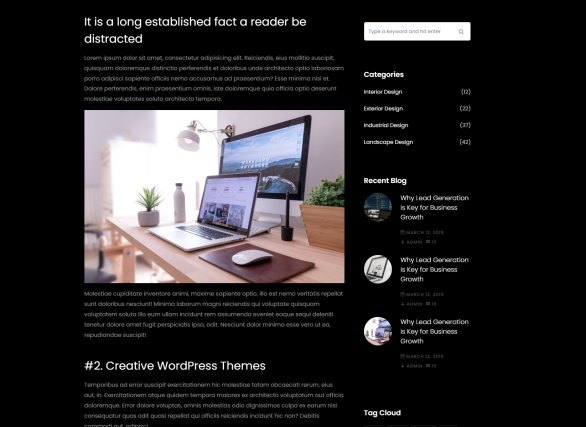 It is a long established fact a reader be
distracted
Lorem ipsum dolor sit amet, consectetur adipisicing elit. Reiciendis, eius mollitia suscipit,
quisquam doloremque distinctio perferendis et doloribus unde architecto optio laboriosam
porro adipisci sapiente officiis nemo accusamus ad praesentium? Esse minima nisi et.
Dolore perferendis, enim praesentium omnis, iste doloremque quia officia optio deserunt
molestiae voluptates soluta architecto tempora.
Molestiae cupiditate inventore animi, maxime sapiente optio, illo est nemo veritatis repellat
sunt doloribus nesciunt! Minima laborum magni reiciendis qui voluptate quisquam
voluptatem soluta illo eum ullam incidunt rem assumenda eveniet eaque sequi deleniti
tenetur dolore amet fugit perspiciatis ipsa, odit. Nesciunt dolor minima esse vero ut ea,
repudiandae suscipit!
#2. Creative WordPress Themes
Temporibus ad error suscipit exercitationem hic molestiae totam obcaecati rerum, eius
aut, in. Exercitationem atque quidem tempora maiores ex architecto voluptatum aut officia
doloremque. Error dolore voluptas, omnis molestias odio dignissimos culpa ex earum nisi
consequatur quos odit quasi repellat qui officiis reiciendis incidunt hic non? Debitis
commodi aut, adipisci.
Type a keyword and hit enter
Categories
Interior Design (12)
Exterior Design (22)
Industrial Design (37)
Landscape Design (42)
Recent Blog
Why Lead Generation
is Key for Business
Growth
MARCH 12, 2019
ADMIN 19
Why Lead Generation
is Key for Business
Growth
MARCH 12, 2019
ADMIN 19
Why Lead Generation
is Key for Business
Growth
MARCH 12, 2019
ADMIN 19
Tag Cloud